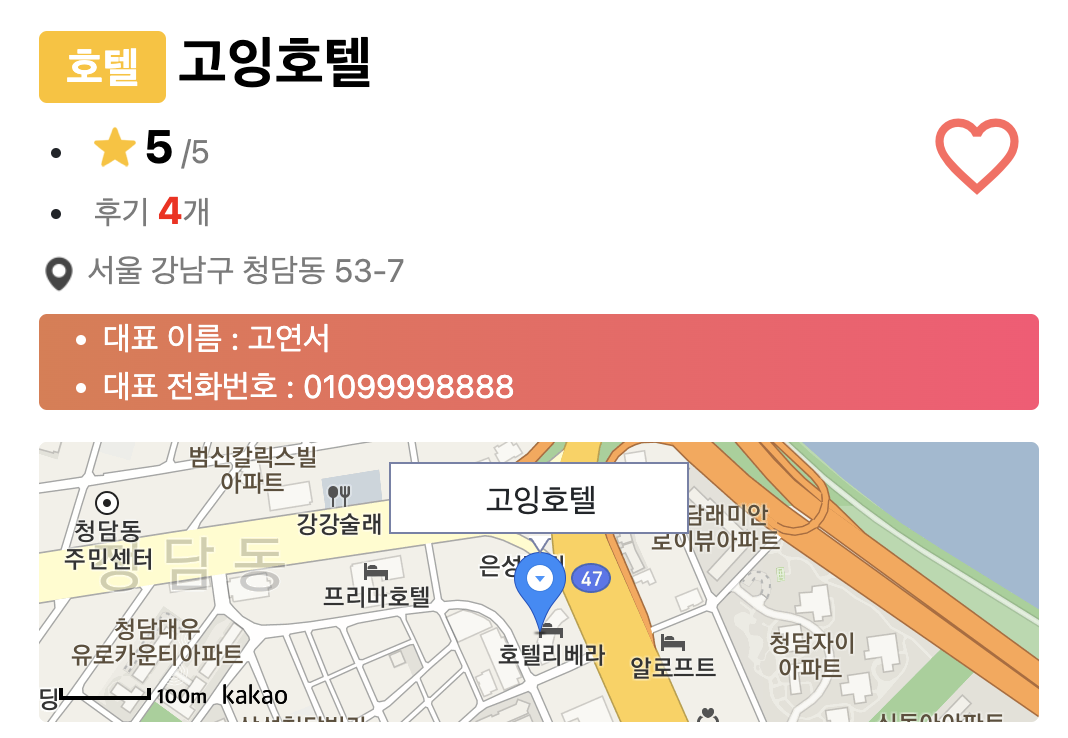 호텔 고잉호텔
5 /5
후기 4개
서울 강남구 청담동 53-7
대표 이름 : 고연서
대표 전화번호 : 01099998888
범신칼릭스빌
아파트
고잉호텔
강강술래
청담동
주민센터
청담동
담래미안
로이뷰아파트
은성
47
프리마호텔
청담대우
유로카운티아파트
호텔리베라
알로프트
청담자이
아파트
딩
100m kakao